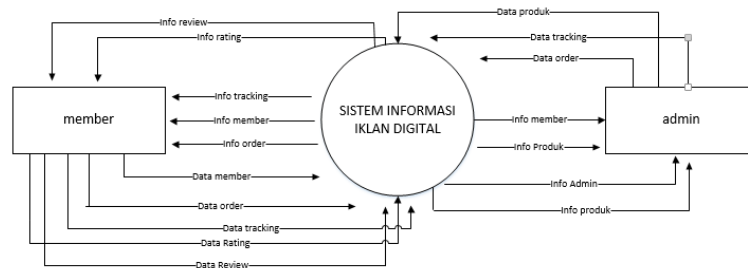 Info review
Data produk
Info rating
Data tracking
Data order
Info tracking
member
Info member
Info order
SISTEM INFORMASI
IKLAN DIGITAL
Info member
admin
Info Produk
Data member
Info Admin
Data order
Info produk
Data tracking
Data Rating
Data Review